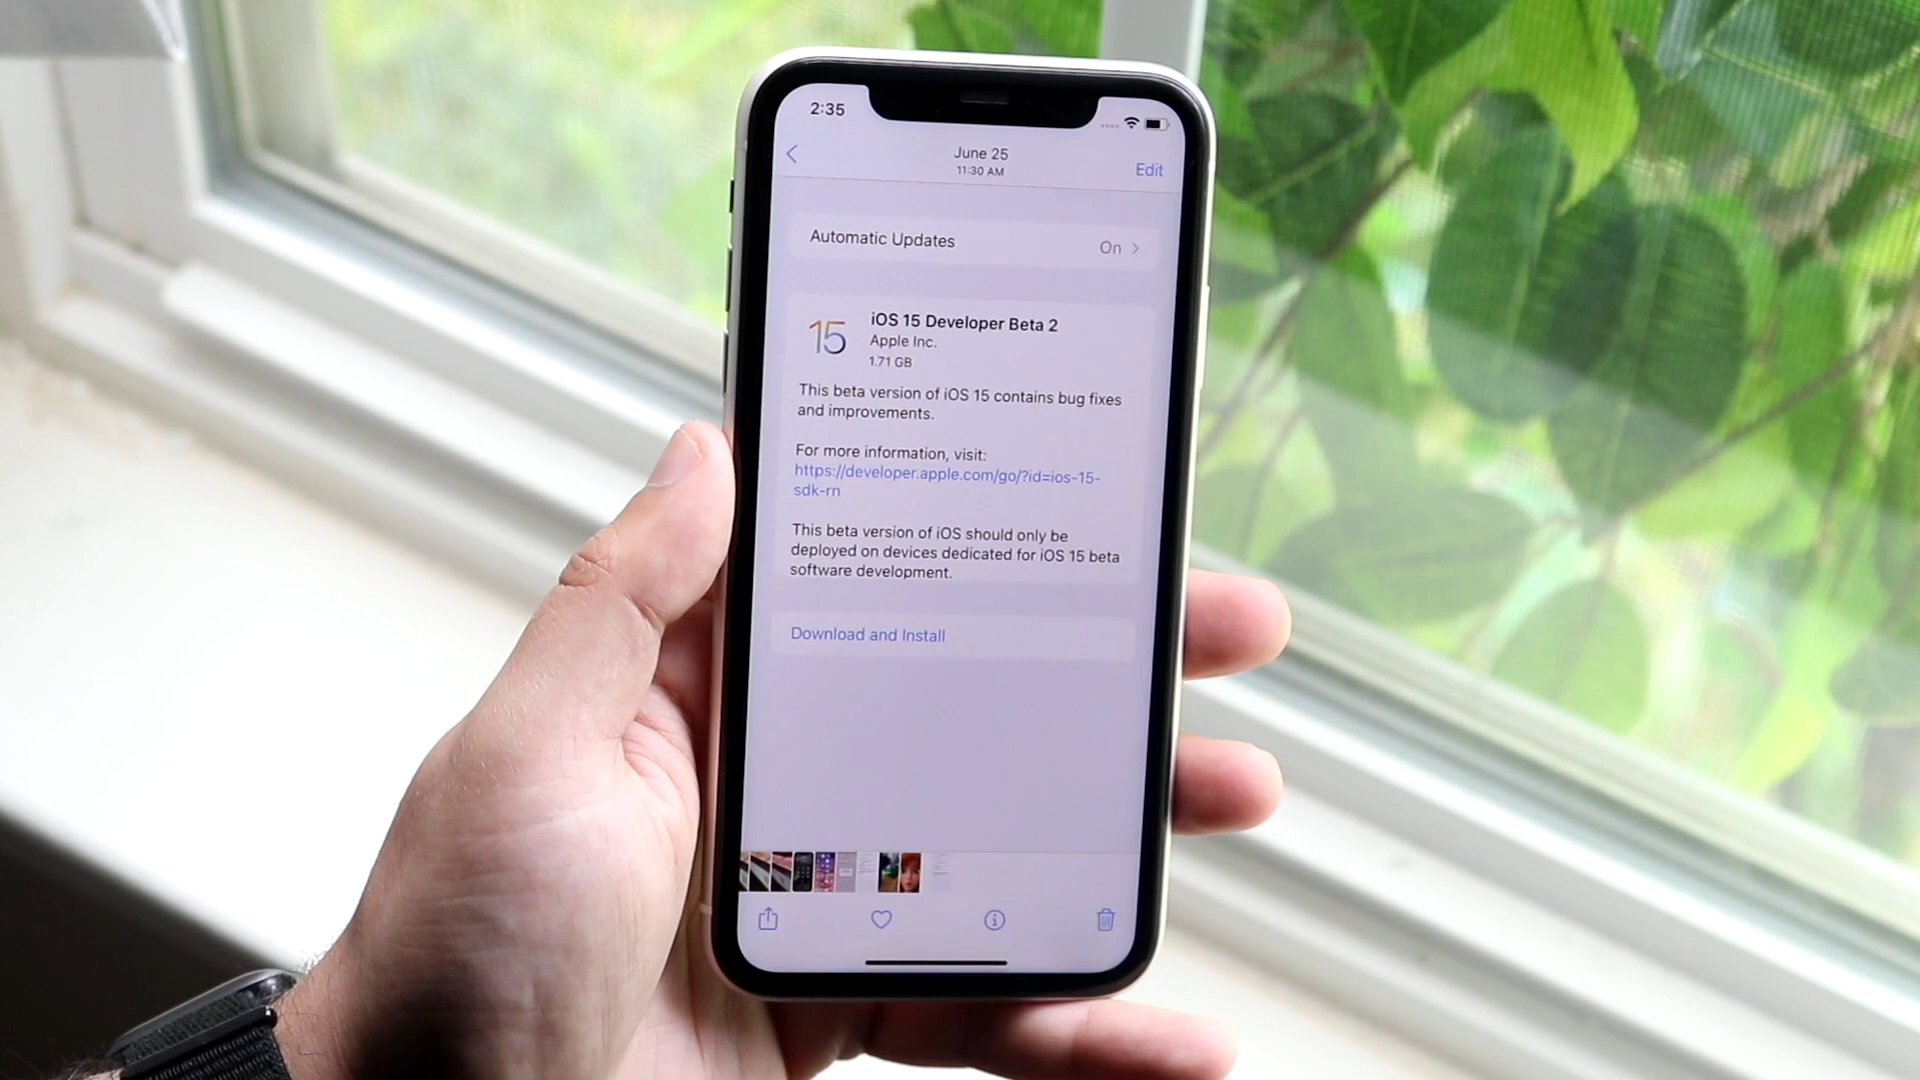 2:35
June 25
11:30 AM
Edit
Automatic Updates
On
15
iOS 15 Developer Beta 2
Apple Inc.
1.71 GB
This beta version of iOS 15 contains bug fixes
and improvements.
For more information, visit:
https://developer.apple.com/go/?id=ios-15-
sdk-rn
This beta version of iOS should only be
deployed on devices dedicated for iOS 15 beta
software development.
Download and Install